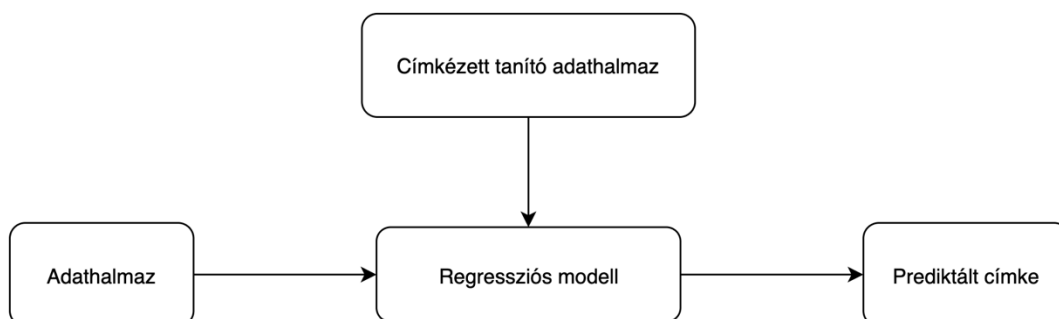 Címkézett tanító adathalmaz
Adathalmaz
Regressziós modell
Prediktált címke